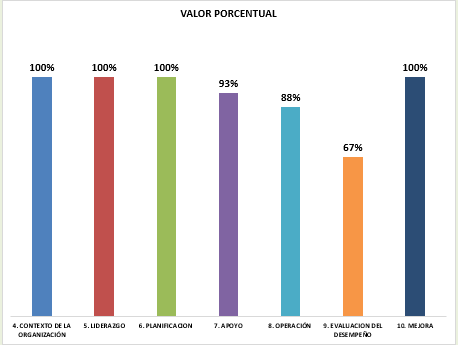 VALOR PORCENTUAL
100%
100%
100%
93%
88%
67%
100%
4. CONTEXTO DE LA
ORGANIZACIÓN
5. LIDERAZGO
6. PLANIFICACION
7. APOYO
8. OPERACIÓN
9. EVALUACION DEL
DESEMPEÑO
10. MEJORA